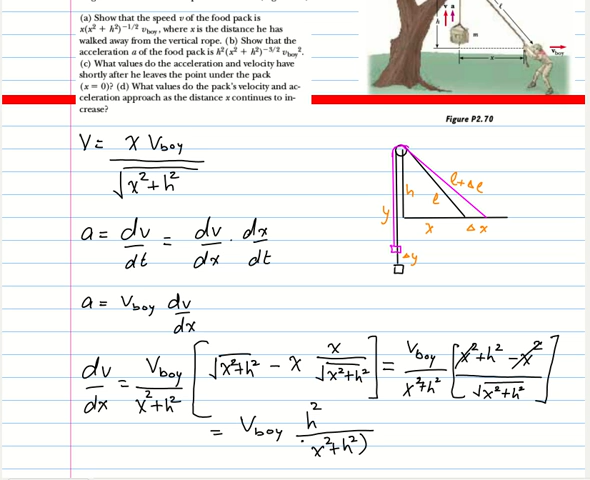 (a) Show that the speed v of the food pack is
x(x² + h²)^−1/2 v_boy, where x is the distance he
has walked away from the vertical rope. (b) Show that the
acceleration a of the food pack is h²(x² + h²)^−3/2 v_boy².
(c) What values do the acceleration and velocity have
shortly after he leaves the point under the pack
(x = 0)? (d) What values do the pack's velocity and ac-
celeration approach as the distance x continues to in-
crease?
v a
ℓ
h
x
v_boy
Figure P2.70
V = x V_boy / √(x²+h²)
a = dv/dt = dv/dx · dx/dt
a = V_boy dv/dx
dv/dx = V_boy/(x²+h²) [√(x²+h²) − x x/√(x²+h²)] = V_boy/(x²+h²) [(x²+h²−x²)/√(x²+h²)]
= V_boy h²/(x²+h²)
y
h
ℓ
ℓ+Δℓ
x
Δx
Δy